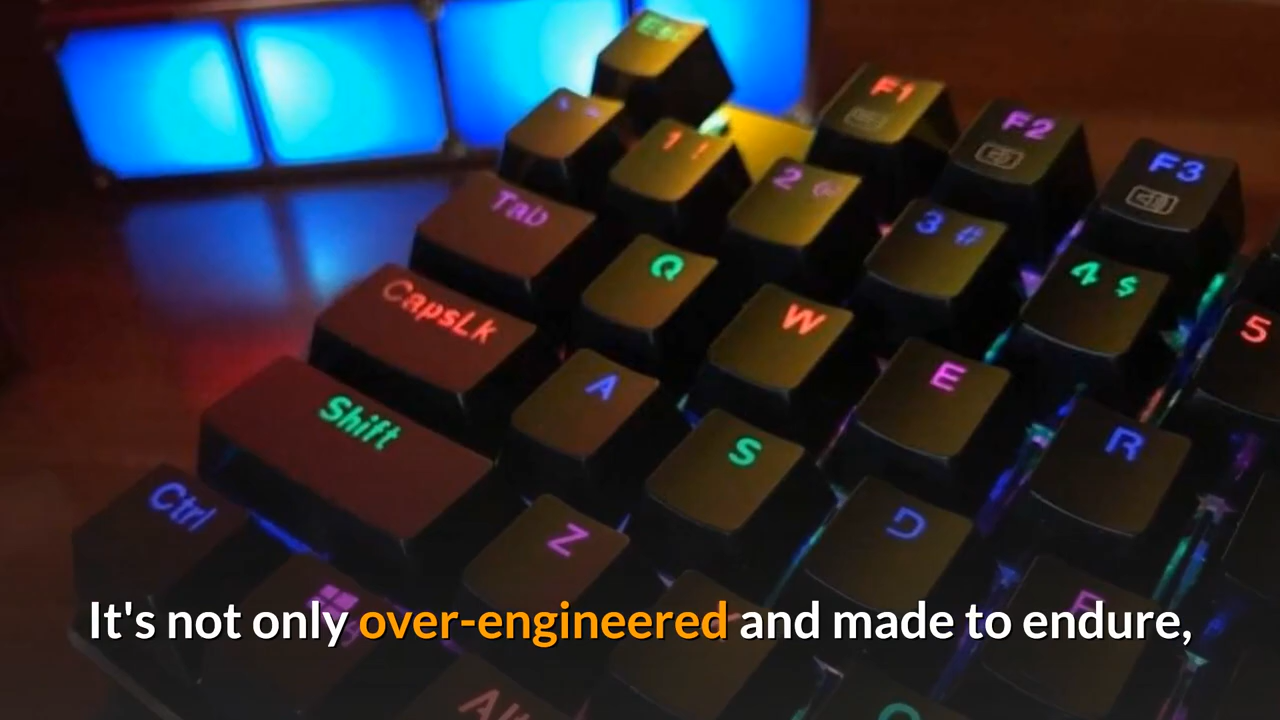 Esc
F1
F2
F3
` ~
1 !
2 @
3 #
4 $
5
Tab
Q
W
E
R
CapsLk
A
S
D
F
Shift
Z
Ctrl
Alt
It's not only over-engineered and made to endure,